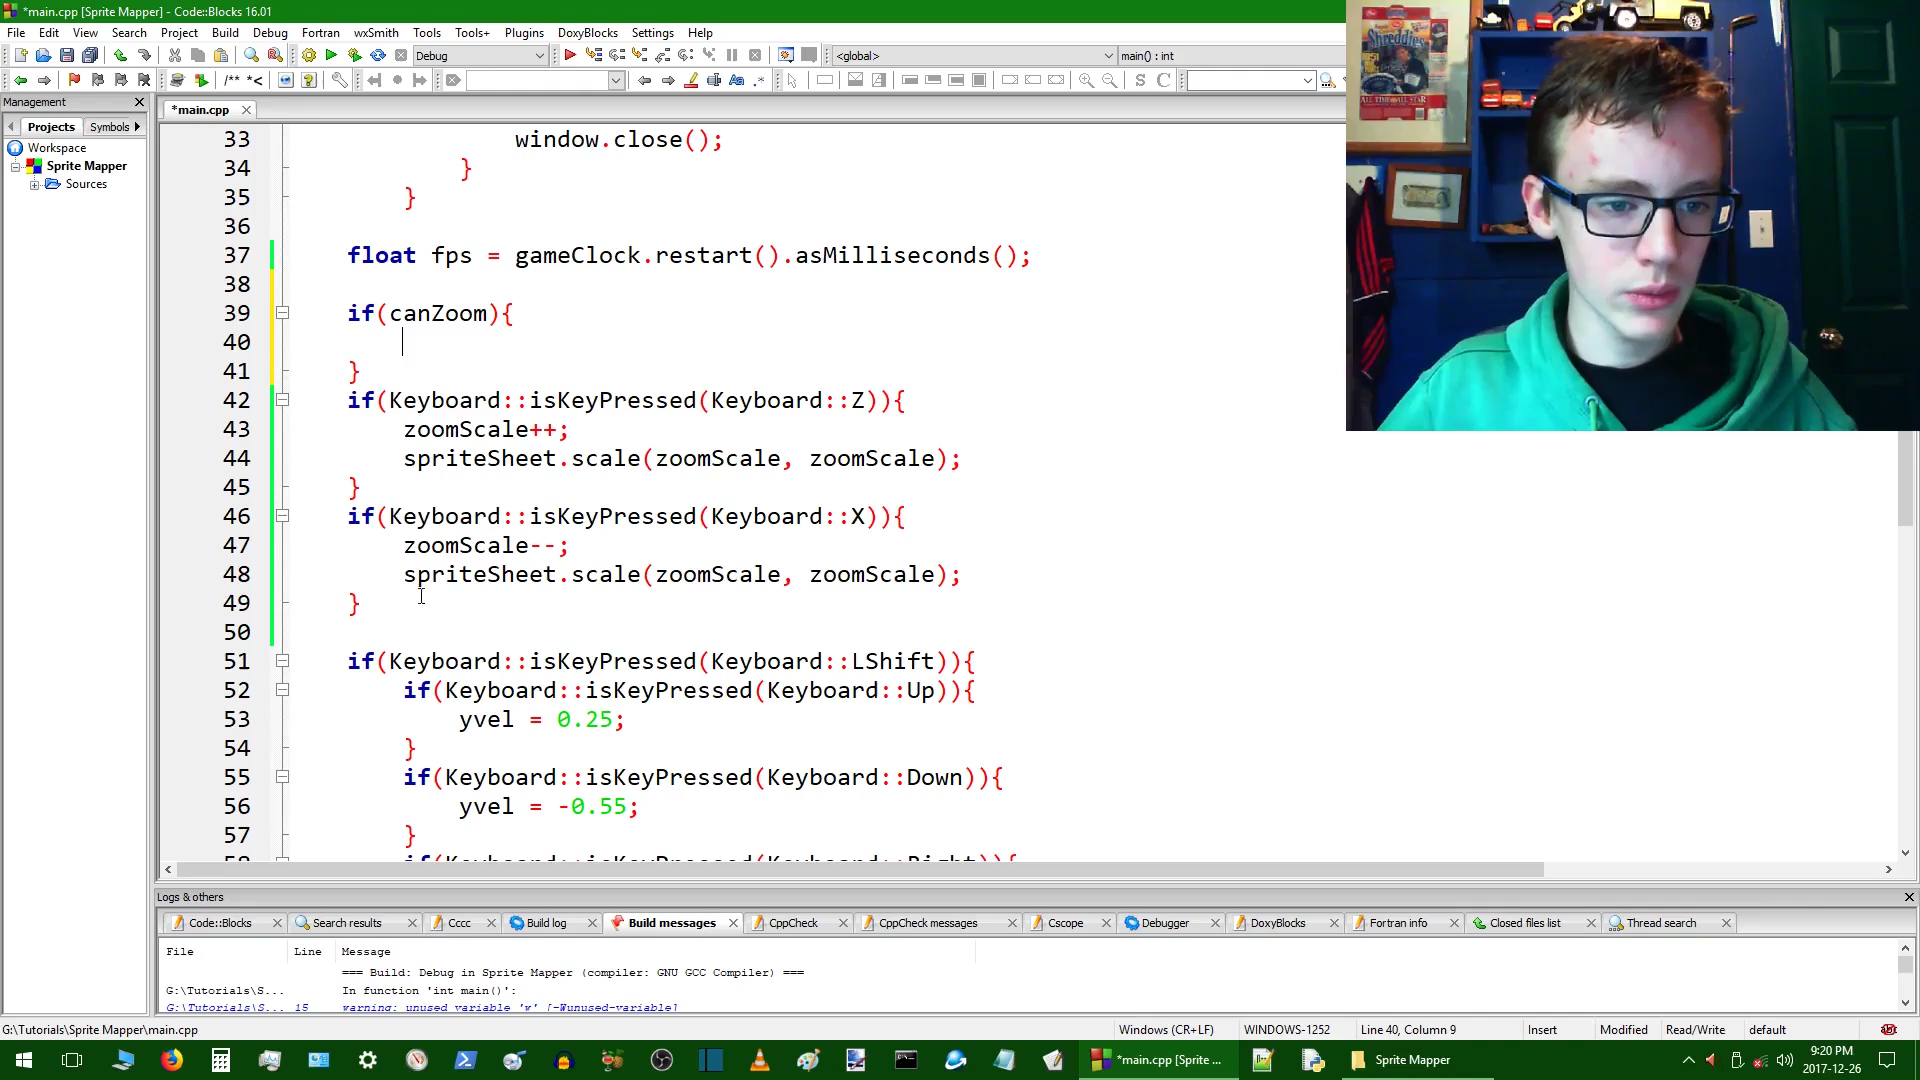 *main.cpp [Sprite Mapper] - Code::Blocks 16.01
File Edit View Search Project Build Debug Fortran wxSmith Tools Tools+ Plugins DoxyBlocks Settings Help
Debug <global> main() : int
/** *<
Management
*main.cpp
Projects Symbols
Workspace
Sprite Mapper
Sources
33 window.close();
34 }
35 }
36
37 float fps = gameClock.restart().asMilliseconds();
38
39 if(canZoom){
40
41 }
42 if(Keyboard::isKeyPressed(Keyboard::Z)){
43 zoomScale++;
44 spriteSheet.scale(zoomScale, zoomScale);
45 }
46 if(Keyboard::isKeyPressed(Keyboard::X)){
47 zoomScale--;
48 spriteSheet.scale(zoomScale, zoomScale);
49 }
50
51 if(Keyboard::isKeyPressed(Keyboard::LShift)){
52 if(Keyboard::isKeyPressed(Keyboard::Up)){
53 yvel = 0.25;
54 }
55 if(Keyboard::isKeyPressed(Keyboard::Down)){
56 yvel = -0.55;
57 }
58 if(Keyboard::isKeyPressed(Keyboard::Right)){
Shreddies
ALL TIME ALL STAR
Logs & others
Code::Blocks Search results Cccc Build log Build messages CppCheck CppCheck messages Cscope Debugger DoxyBlocks Fortran info Closed files list Thread search
File Line Message
=== Build: Debug in Sprite Mapper (compiler: GNU GCC Compiler) ===
G:\Tutorials\S... In function 'int main()':
G:\Tutorials\S... 15 warning: unused variable 'w' [-Wunused-variable]
G:\Tutorials\Sprite Mapper\main.cpp Windows (CR+LF) WINDOWS-1252 Line 40, Column 9 Insert Modified Read/Write default
*main.cpp [Sprite ... Sprite Mapper
9:20 PM
2017-12-26